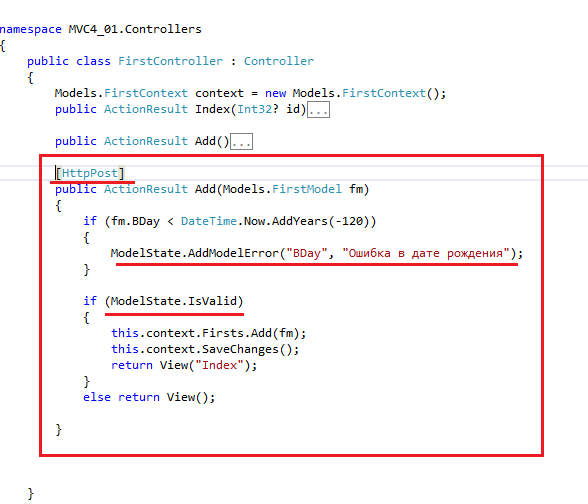 namespace MVC4_01.Controllers
{
public class FirstController : Controller
{
Models.FirstContext context = new Models.FirstContext();
public ActionResult Index(Int32? id)...
public ActionResult Add()...
[HttpPost]
public ActionResult Add(Models.FirstModel fm)
{
if (fm.BDay < DateTime.Now.AddYears(-120))
{
ModelState.AddModelError("BDay", "Ошибка в дате рождения");
}
if (ModelState.IsValid)
{
this.context.Firsts.Add(fm);
this.context.SaveChanges();
return View("Index");
}
else return View();
}
}